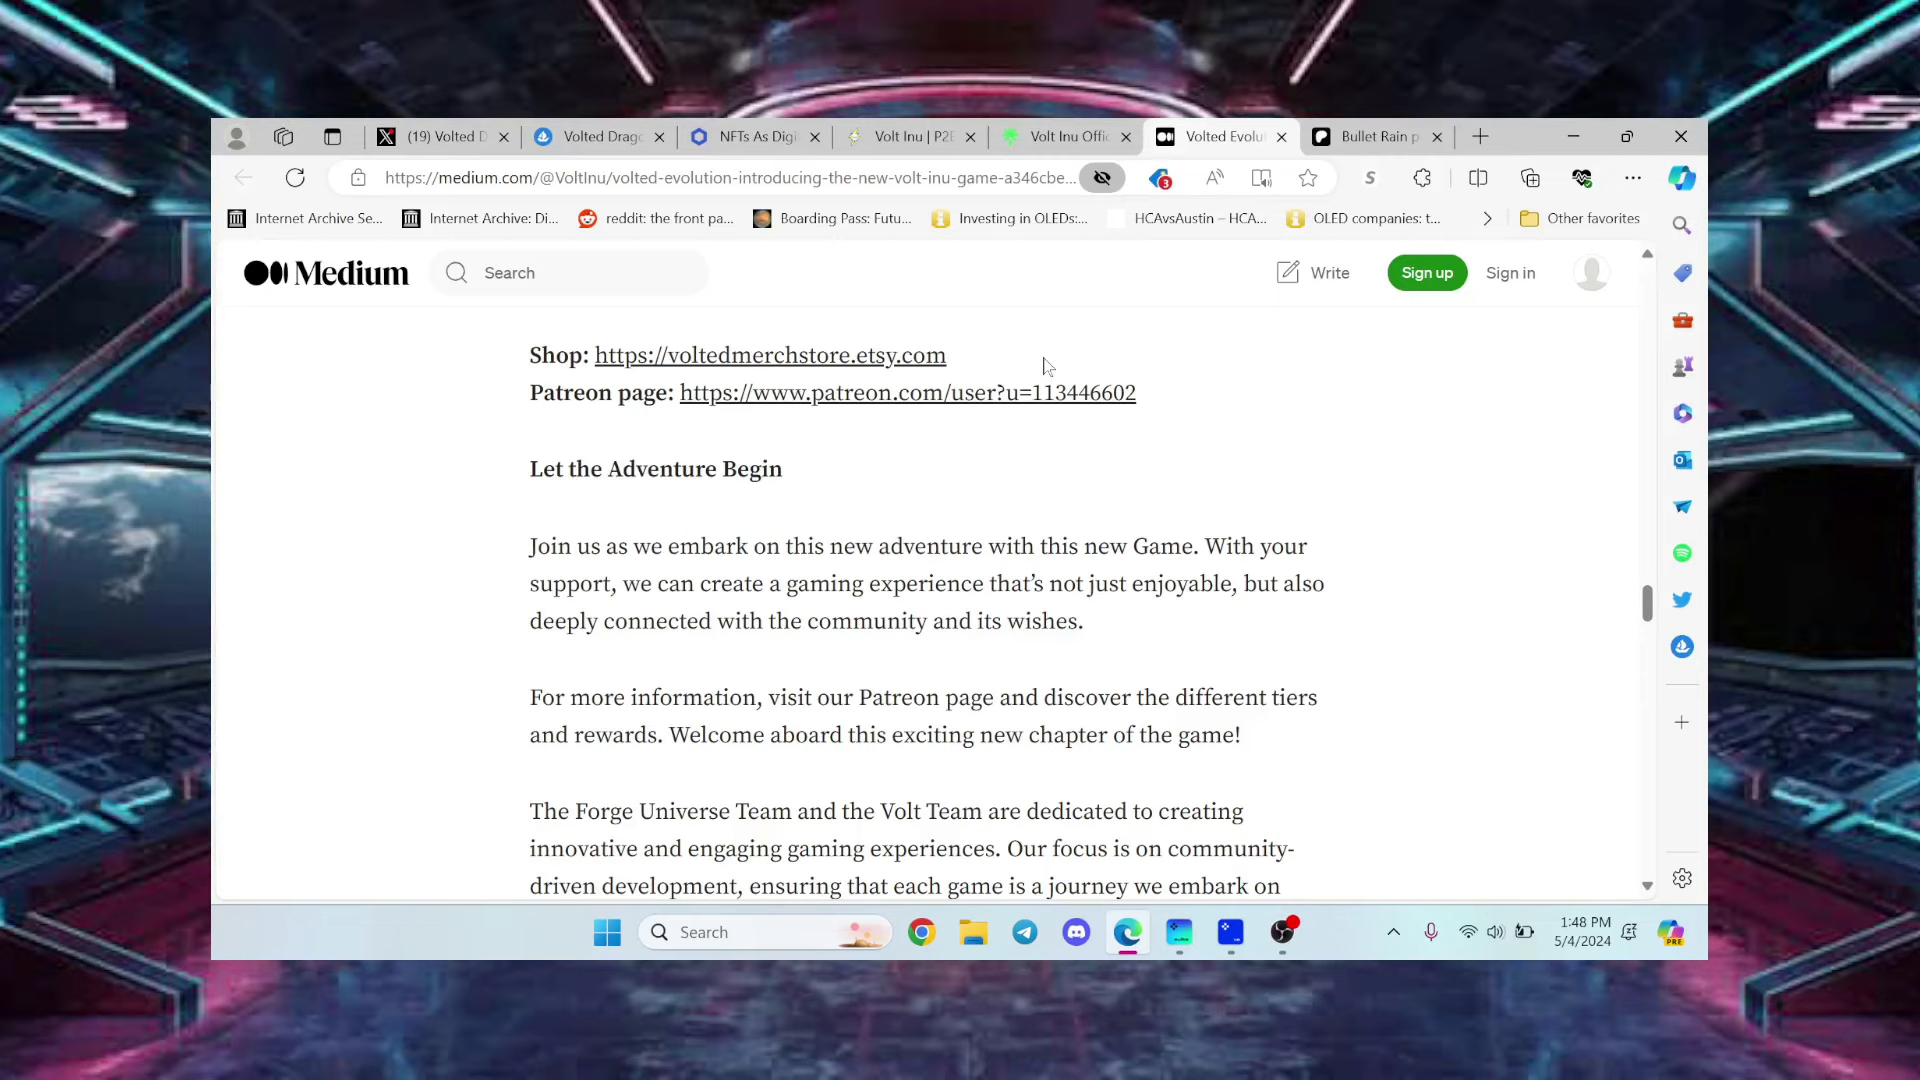 (19) Volted D
Volted Drago
NFTs As Digi
Volt Inu | P2E
Volt Inu Offic
Volted Evolu
Bullet Rain p
https://medium.com/@VoltInu/volted-evolution-introducing-the-new-volt-inu-game-a346cbe...
3
Internet Archive Se...
Internet Archive: Di...
reddit: the front pa...
Boarding Pass: Futu...
Investing in OLEDs:...
HCAvsAustin – HCA...
OLED companies: t...
Other favorites
Medium
Search
Write
Sign up
Sign in
Shop: https://voltedmerchstore.etsy.com
Patreon page: https://www.patreon.com/user?u=113446602
Let the Adventure Begin
Join us as we embark on this new adventure with this new Game. With your
support, we can create a gaming experience that's not just enjoyable, but also
deeply connected with the community and its wishes.
For more information, visit our Patreon page and discover the different tiers
and rewards. Welcome aboard this exciting new chapter of the game!
The Forge Universe Team and the Volt Team are dedicated to creating
innovative and engaging gaming experiences. Our focus is on community-
driven development, ensuring that each game is a journey we embark on
Search
1:48 PM
5/4/2024
PRE